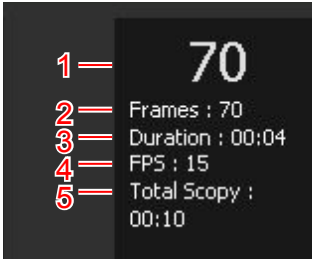 1 70
2 Frames : 70
3 Duration : 00:04
4 FPS : 15
5 Total Scopy :
00:10